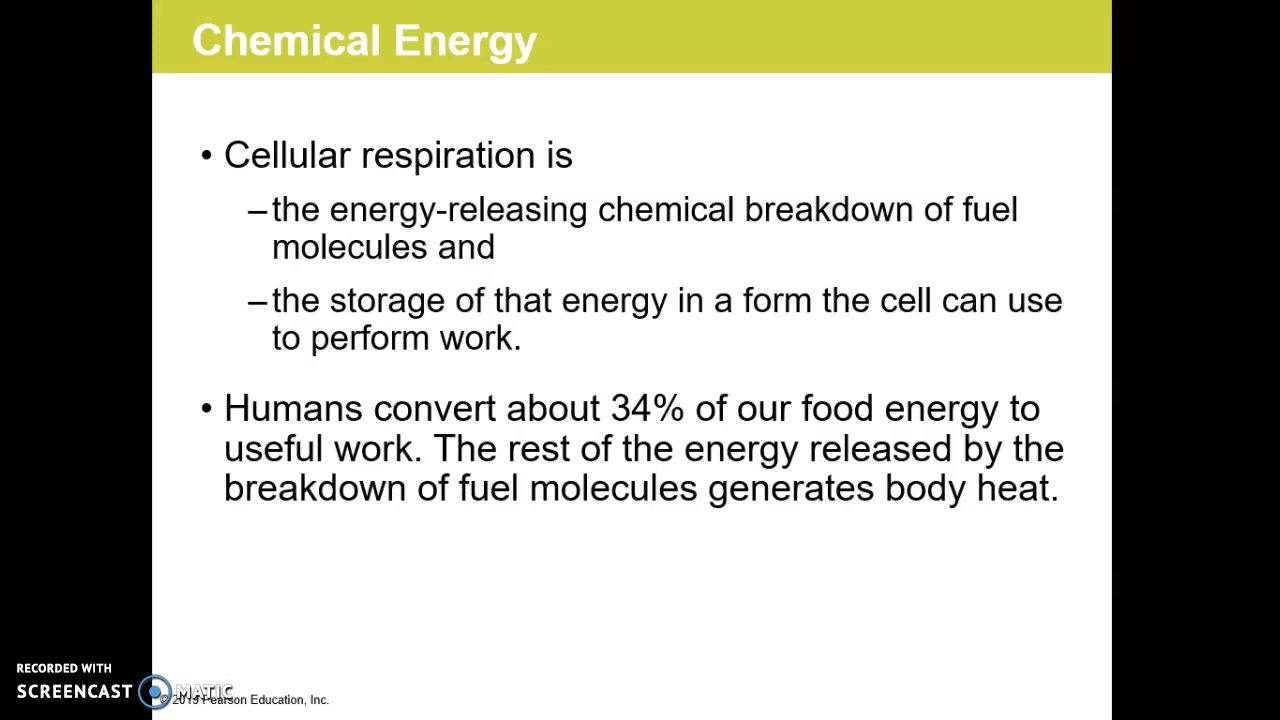 Chemical Energy
• Cellular respiration is
– the energy-releasing chemical breakdown of fuel
molecules and
– the storage of that energy in a form the cell can use
to perform work.
• Humans convert about 34% of our food energy to
useful work. The rest of the energy released by the
breakdown of fuel molecules generates body heat.
RECORDED WITH
SCREENCAST MATIC
© 2019 Pearson Education, Inc.